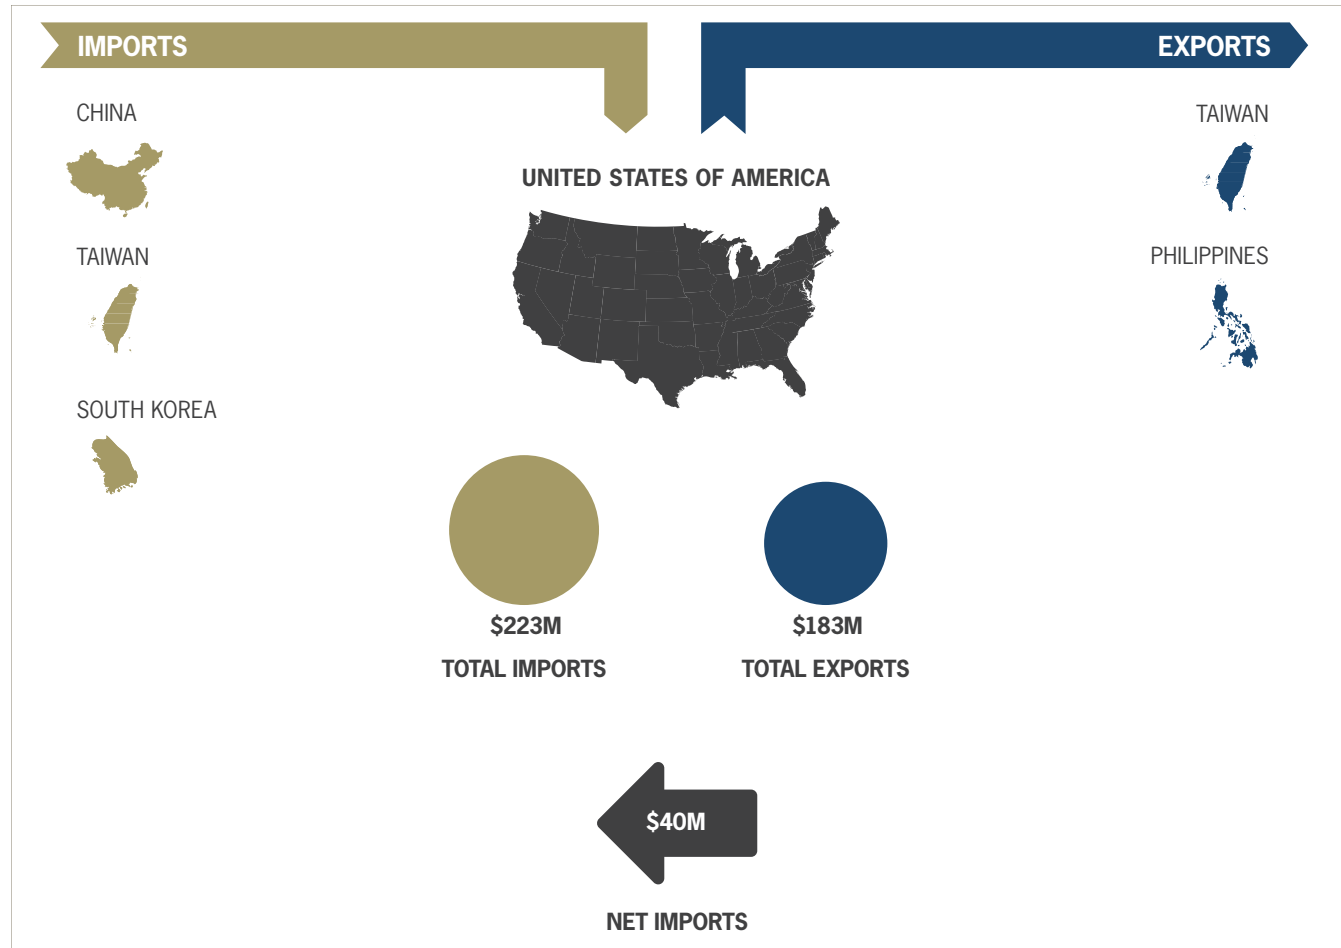 IMPORTS
EXPORTS
CHINA
TAIWAN
SOUTH KOREA
TAIWAN
PHILIPPINES
UNITED STATES OF AMERICA
$223M
TOTAL IMPORTS
$183M
TOTAL EXPORTS
$40M
NET IMPORTS